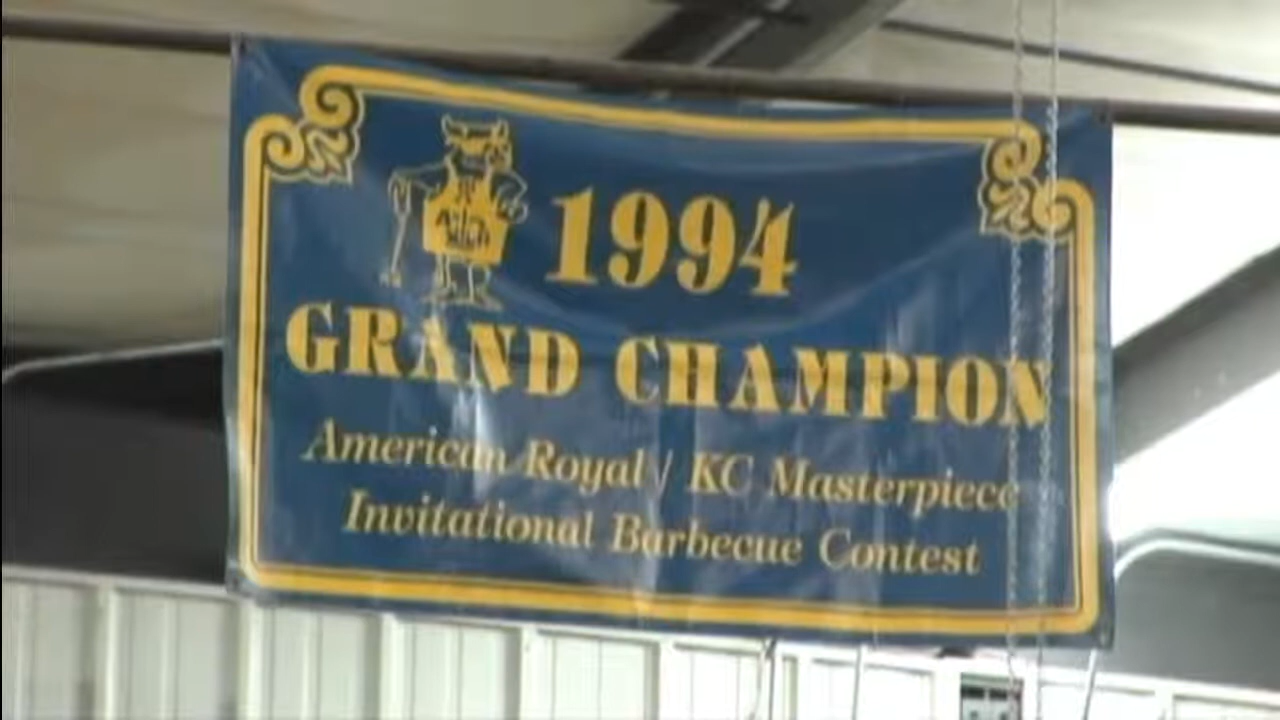 1994
GRAND CHAMPION
American Royal / KC Masterpiece
Invitational Barbecue Contest